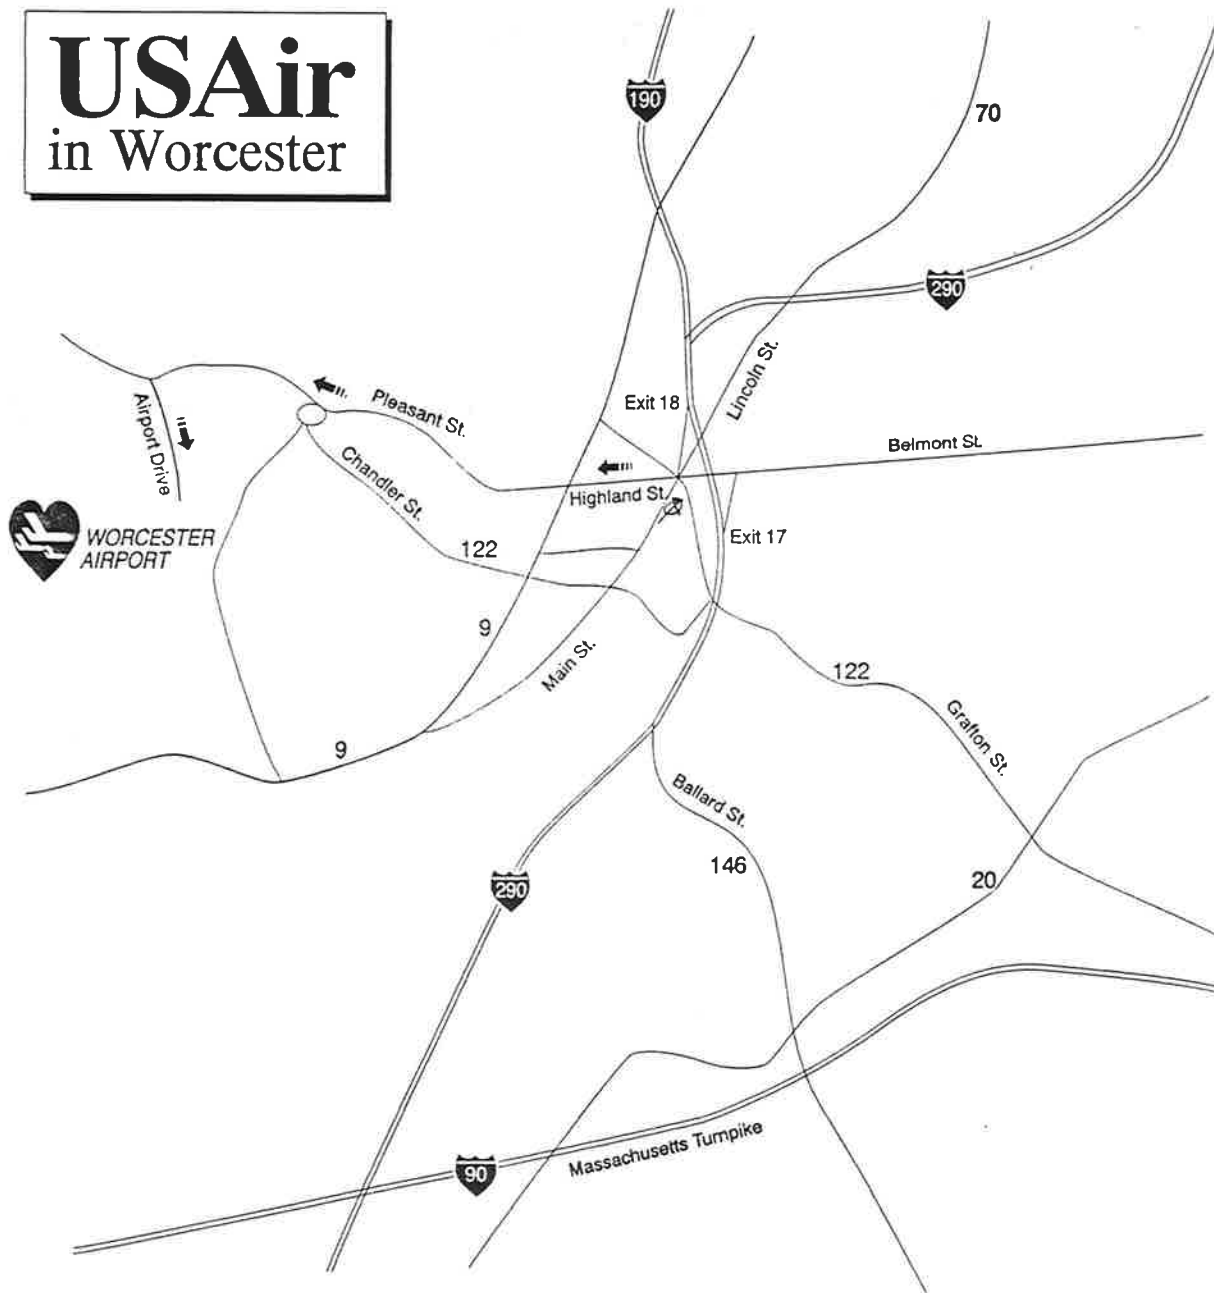 USAir
in Worcester
190
70
290
Lincoln St.
Exit 18
Pleasant St.
Airport Drive
Belmont St.
Chandler St.
Highland St.
WORCESTER
AIRPORT
122
Exit 17
9
Main St.
122
Grafton St.
9
Ballard St.
146
20
290
Massachusetts Turnpike
90